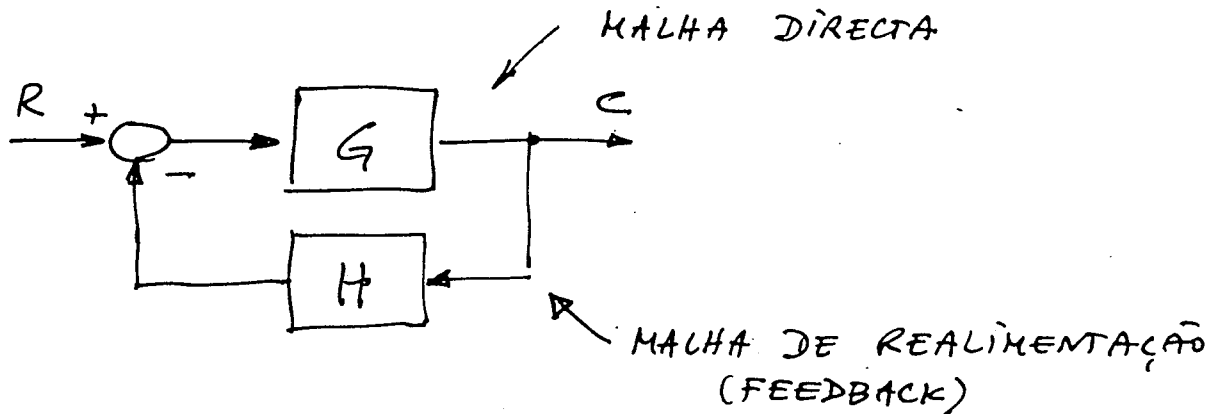 MALHA DIRECTA
R
+
G
C
-
H
MALHA DE REALIMENTAÇÃO
(FEEDBACK)